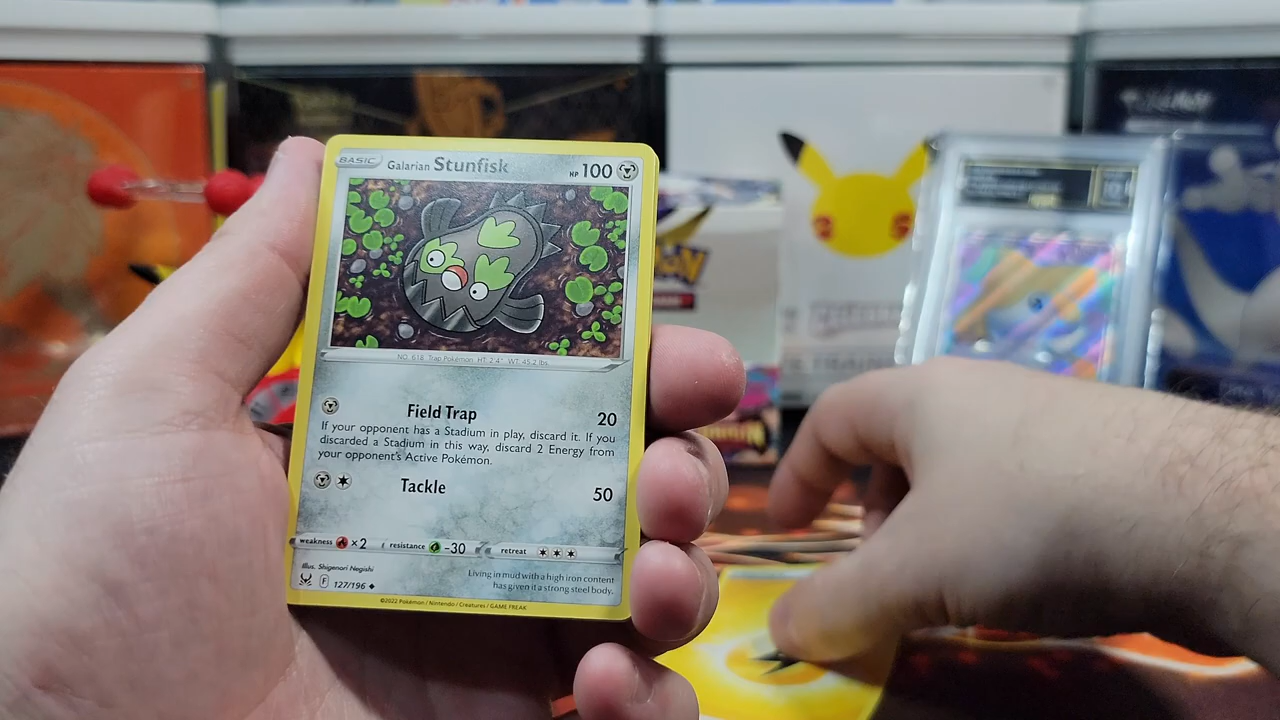 BASIC Galarian Stunfisk HP 100
NO. 618 Trap Pokémon HT: 2'4" WT: 45.2 lbs.
Field Trap 20
If your opponent has a Stadium in play, discard it. If you
discarded a Stadium in this way, discard 2 Energy from
your opponent's Active Pokémon.
Tackle 50
weakness ×2 resistance -30 retreat
Illus. Shigenori Negishi
Living in mud with a high iron content
has given it a strong steel body.
F 127/196
©2022 Pokémon / Nintendo / Creatures / GAME FREAK